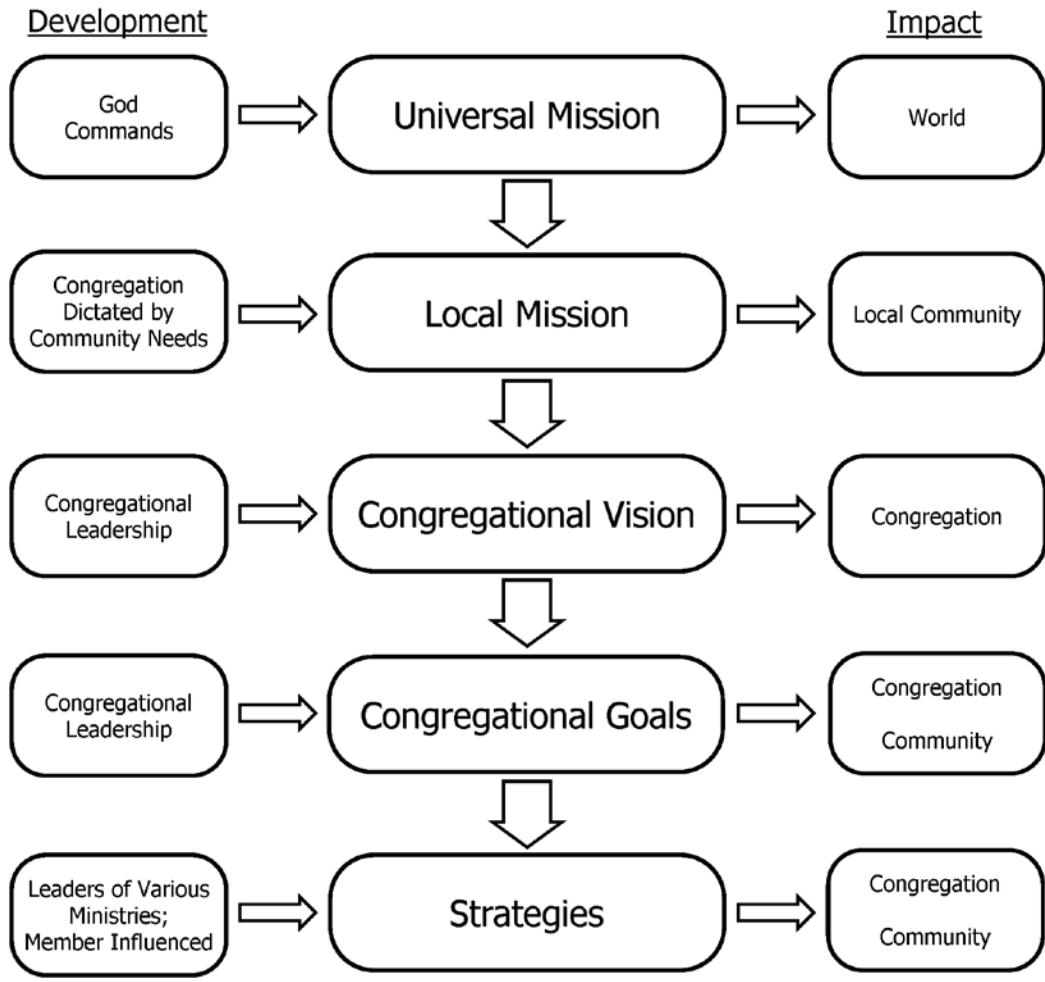 Development
Impact
God
Commands
Universal Mission
World
Congregation
Dictated by
Community Needs
Local Mission
Local Community
Congregational
Leadership
Congregational Vision
Congregation
Congregational
Leadership
Congregational Goals
Congregation
Community
Leaders of Various
Ministries;
Member Influenced
Strategies
Congregation
Community